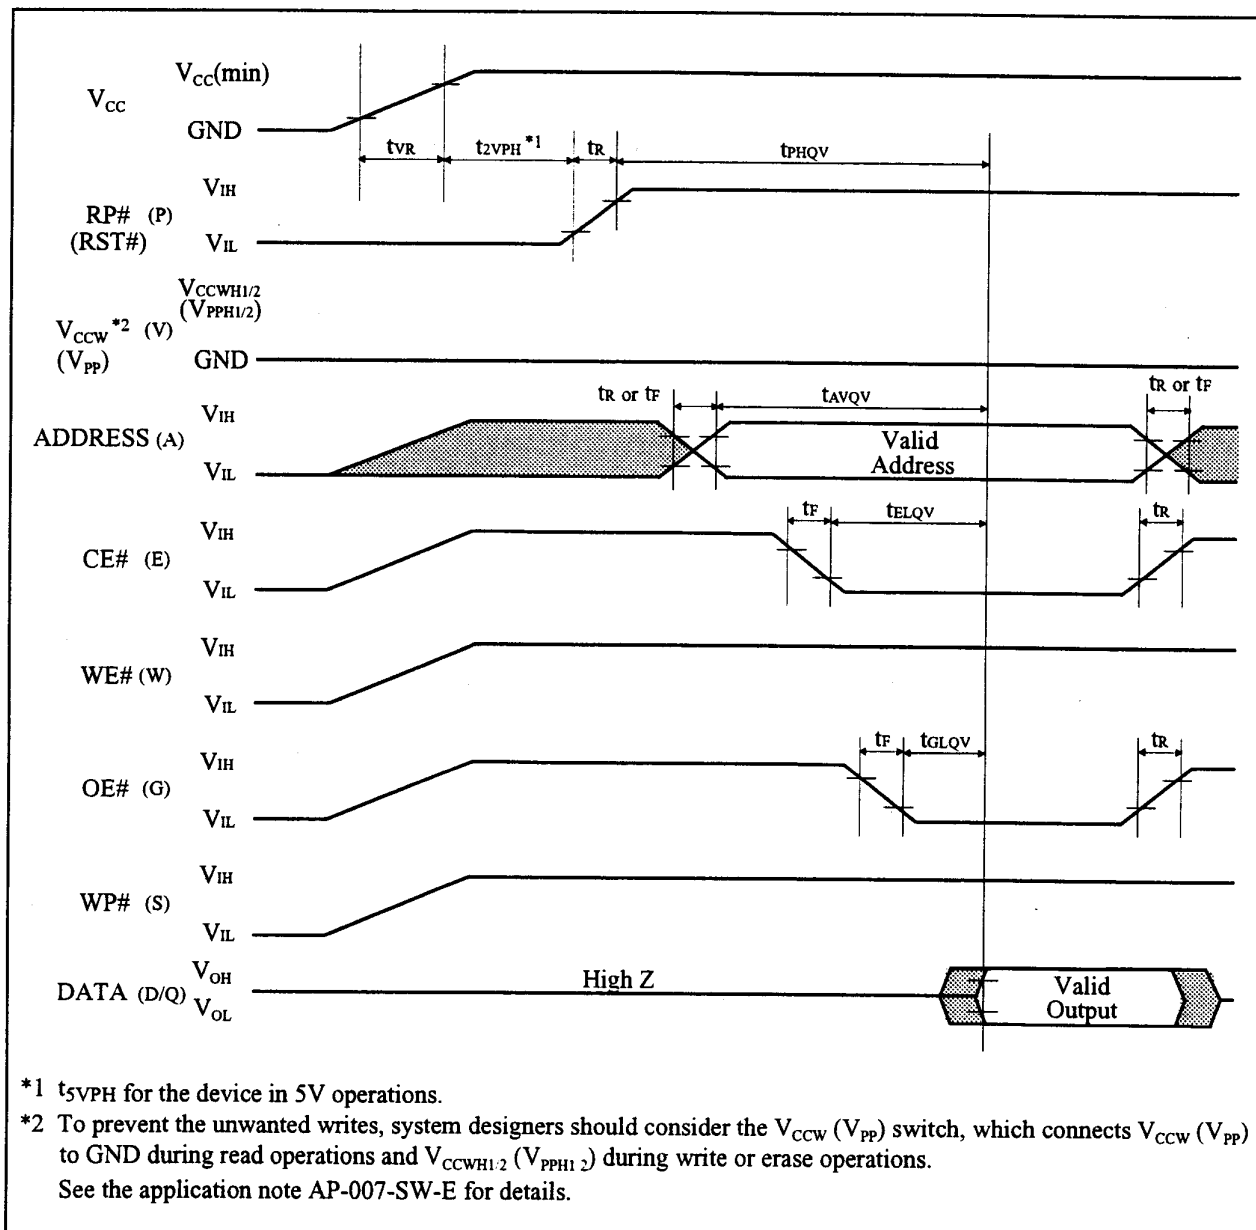 VCC(min)
VCC
GND
tVR
t2VPH *1
tR
tPHQV
VIH
RP# (P)
(RST#)
VIL
VCCWH1/2
(VPPH1/2)
VCCW *2 (V)
(VPP)
GND
tR or tF
tAVQV
tR or tF
VIH
ADDRESS (A)
Valid
Address
VIL
tF
tELQV
tR
VIH
CE# (E)
VIL
VIH
WE# (W)
VIL
tF
tGLQV
tR
VIH
OE# (G)
VIL
VIH
WP# (S)
VIL
VOH
High Z
DATA (D/Q)
Valid
Output
VOL
*1 t5VPH for the device in 5V operations.
*2 To prevent the unwanted writes, system designers should consider the VCCW (VPP) switch, which connects VCCW (VPP)
to GND during read operations and VCCWH1/2 (VPPH1 2) during write or erase operations.
See the application note AP-007-SW-E for details.